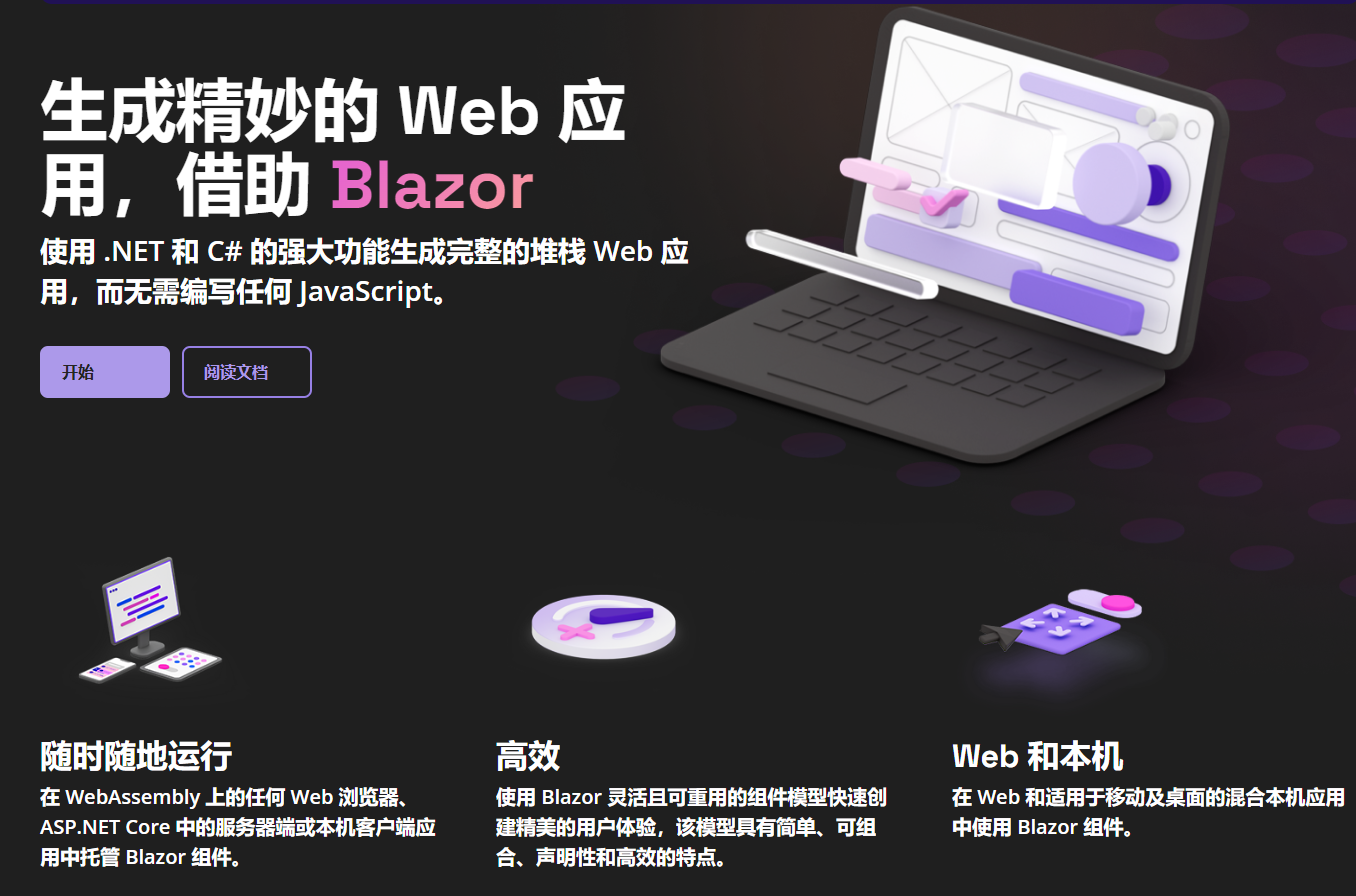 生成精妙的 Web 应
用，借助 Blazor
使用 .NET 和 C# 的强大功能生成完整的堆栈 Web 应
用，而无需编写任何 JavaScript。
开始
阅读文档
随时随地运行
在 WebAssembly 上的任何 Web 浏览器、
ASP.NET Core 中的服务器端或本机客户端应
用中托管 Blazor 组件。
高效
使用 Blazor 灵活且可重用的组件模型快速创
建精美的用户体验，该模型具有简单、可组
合、声明性和高效的特点。
Web 和本机
在 Web 和适用于移动及桌面的混合本机应用
中使用 Blazor 组件。